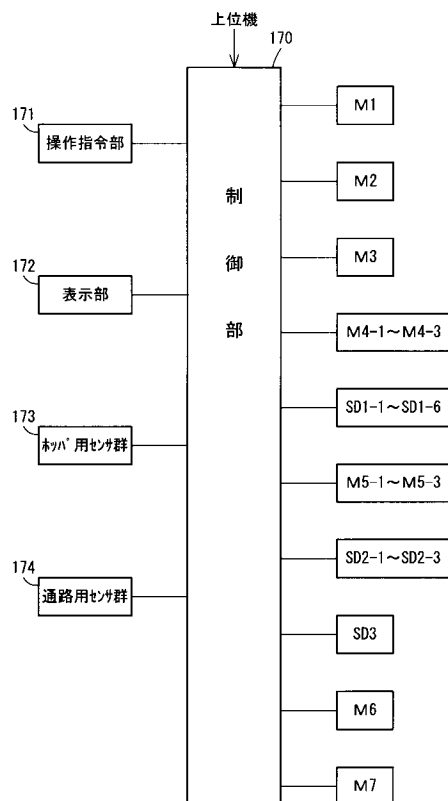 上位機
170
171
操作指令部
172
表示部
173
ホッパ用センサ群
174
通路用センサ群
制御部
M1
M2
M3
M4-1~M4-3
SD1-1~SD1-6
M5-1~M5-3
SD2-1~SD2-3
SD3
M6
M7